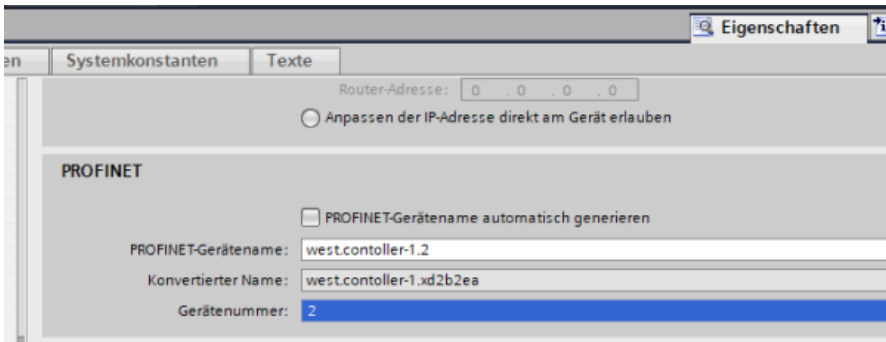 Eigenschaften
en Systemkonstanten Texte
Router-Adresse: 0 . 0 . 0 . 0
Anpassen der IP-Adresse direkt am Gerät erlauben
PROFINET
PROFINET-Gerätename automatisch generieren
PROFINET-Gerätename: west.contoller-1.2
Konvertierter Name: west.contoller-1.xd2b2ea
Gerätenummer: 2